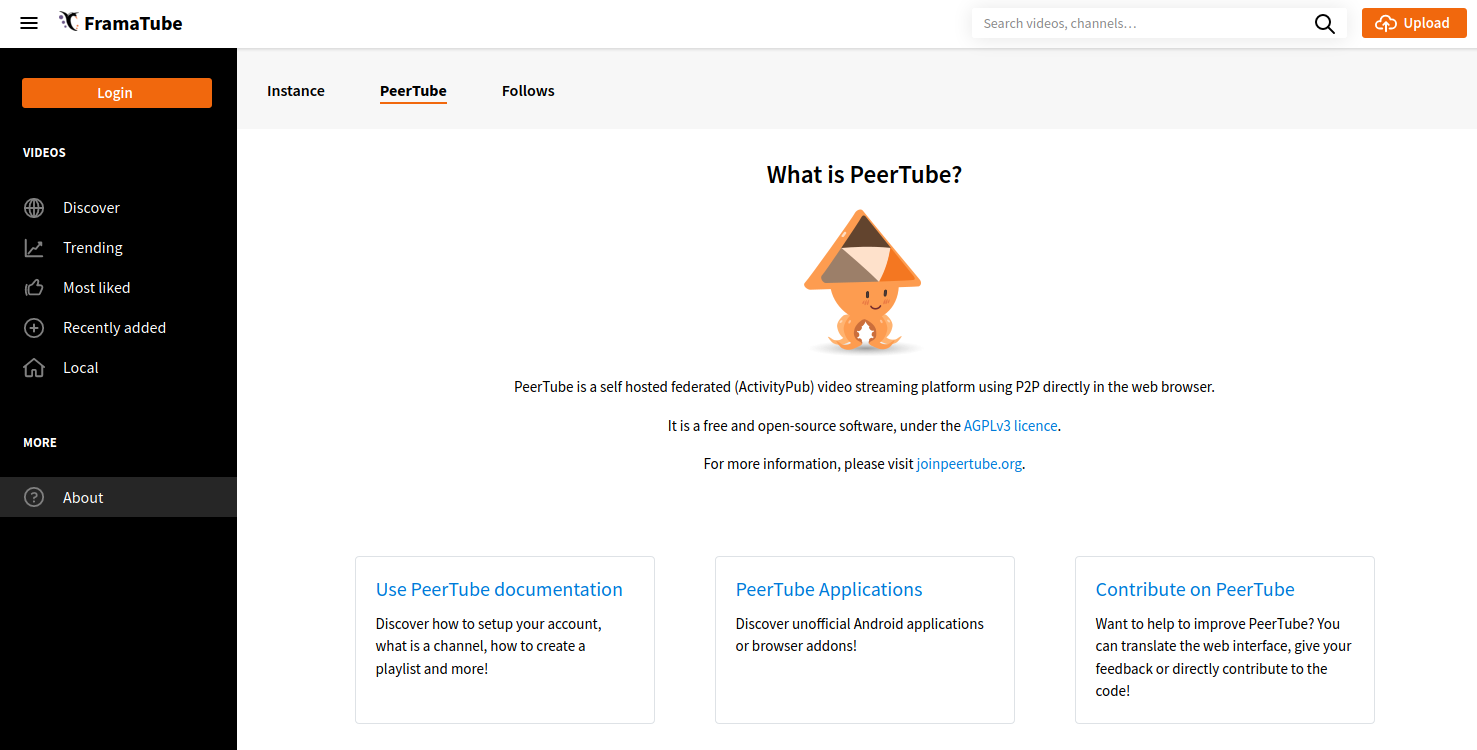 FramaTube
Search videos, channels…
Upload
Login
Instance
PeerTube
Follows
VIDEOS
Discover
Trending
Most liked
Recently added
Local
MORE
About
What is PeerTube?
PeerTube is a self hosted federated (ActivityPub) video streaming platform using P2P directly in the web browser.
It is a free and open-source software, under the AGPLv3 licence.
For more information, please visit joinpeertube.org.
Use PeerTube documentation
Discover how to setup your account,
what is a channel, how to create a
playlist and more!
PeerTube Applications
Discover unofficial Android applications
or browser addons!
Contribute on PeerTube
Want to help to improve PeerTube? You
can translate the web interface, give your
feedback or directly contribute to the
code!